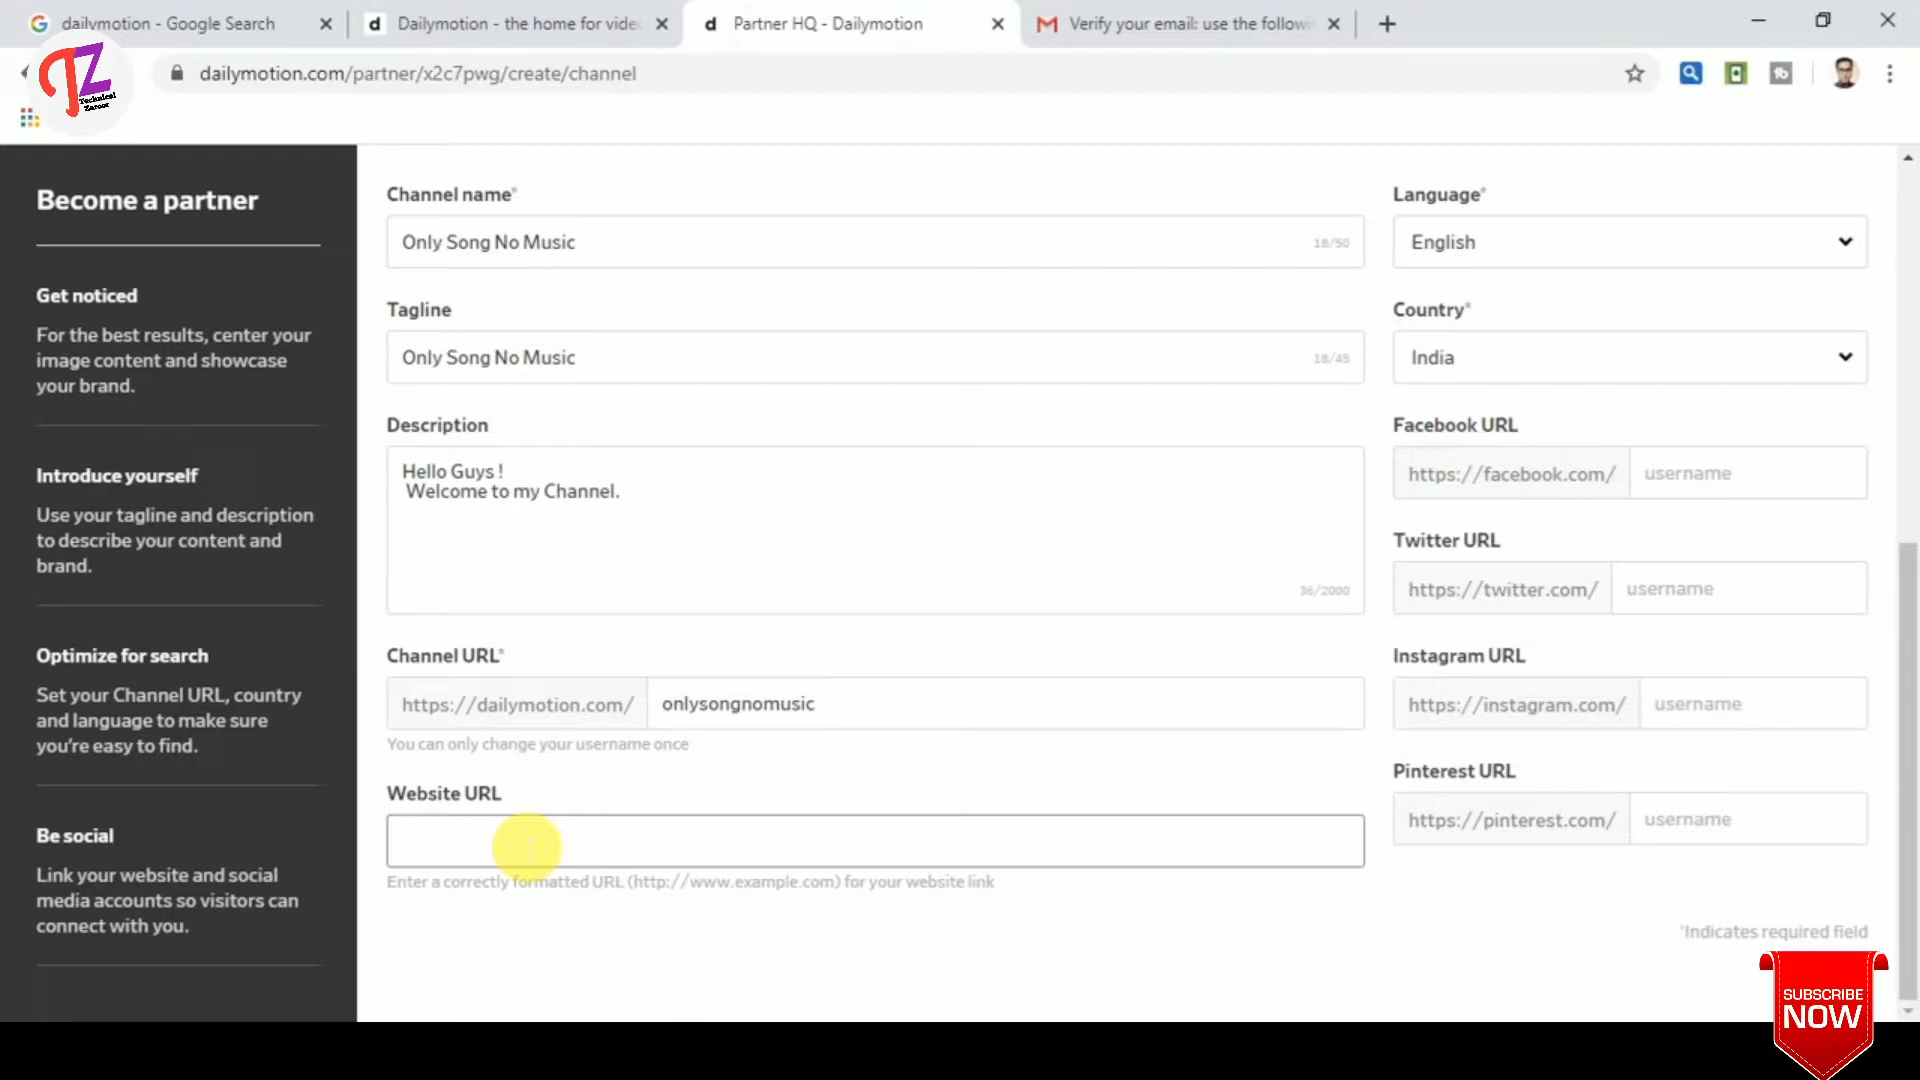 dailymotion - Google Search
Dailymotion - the home for vide
Partner HQ - Dailymotion
Verify your email: use the followi
dailymotion.com/partner/x2c7pwg/create/channel
TZ
Technical
Zaroor
Become a partner
Get noticed
For the best results, center your
image content and showcase
your brand.
Introduce yourself
Use your tagline and description
to describe your content and
brand.
Optimize for search
Set your Channel URL, country
and language to make sure
you're easy to find.
Be social
Link your website and social
media accounts so visitors can
connect with you.
Channel name*
Only Song No Music
18/50
Tagline
Only Song No Music
18/45
Description
Hello Guys !
Welcome to my Channel.
36/2000
Channel URL*
https://dailymotion.com/ onlysongnomusic
You can only change your username once
Website URL
Enter a correctly formatted URL (http://www.example.com) for your website link
Language*
English
Country*
India
Facebook URL
https://facebook.com/ username
Twitter URL
https://twitter.com/ username
Instagram URL
https://instagram.com/ username
Pinterest URL
https://pinterest.com/ username
*Indicates required field
SUBSCRIBE
NOW